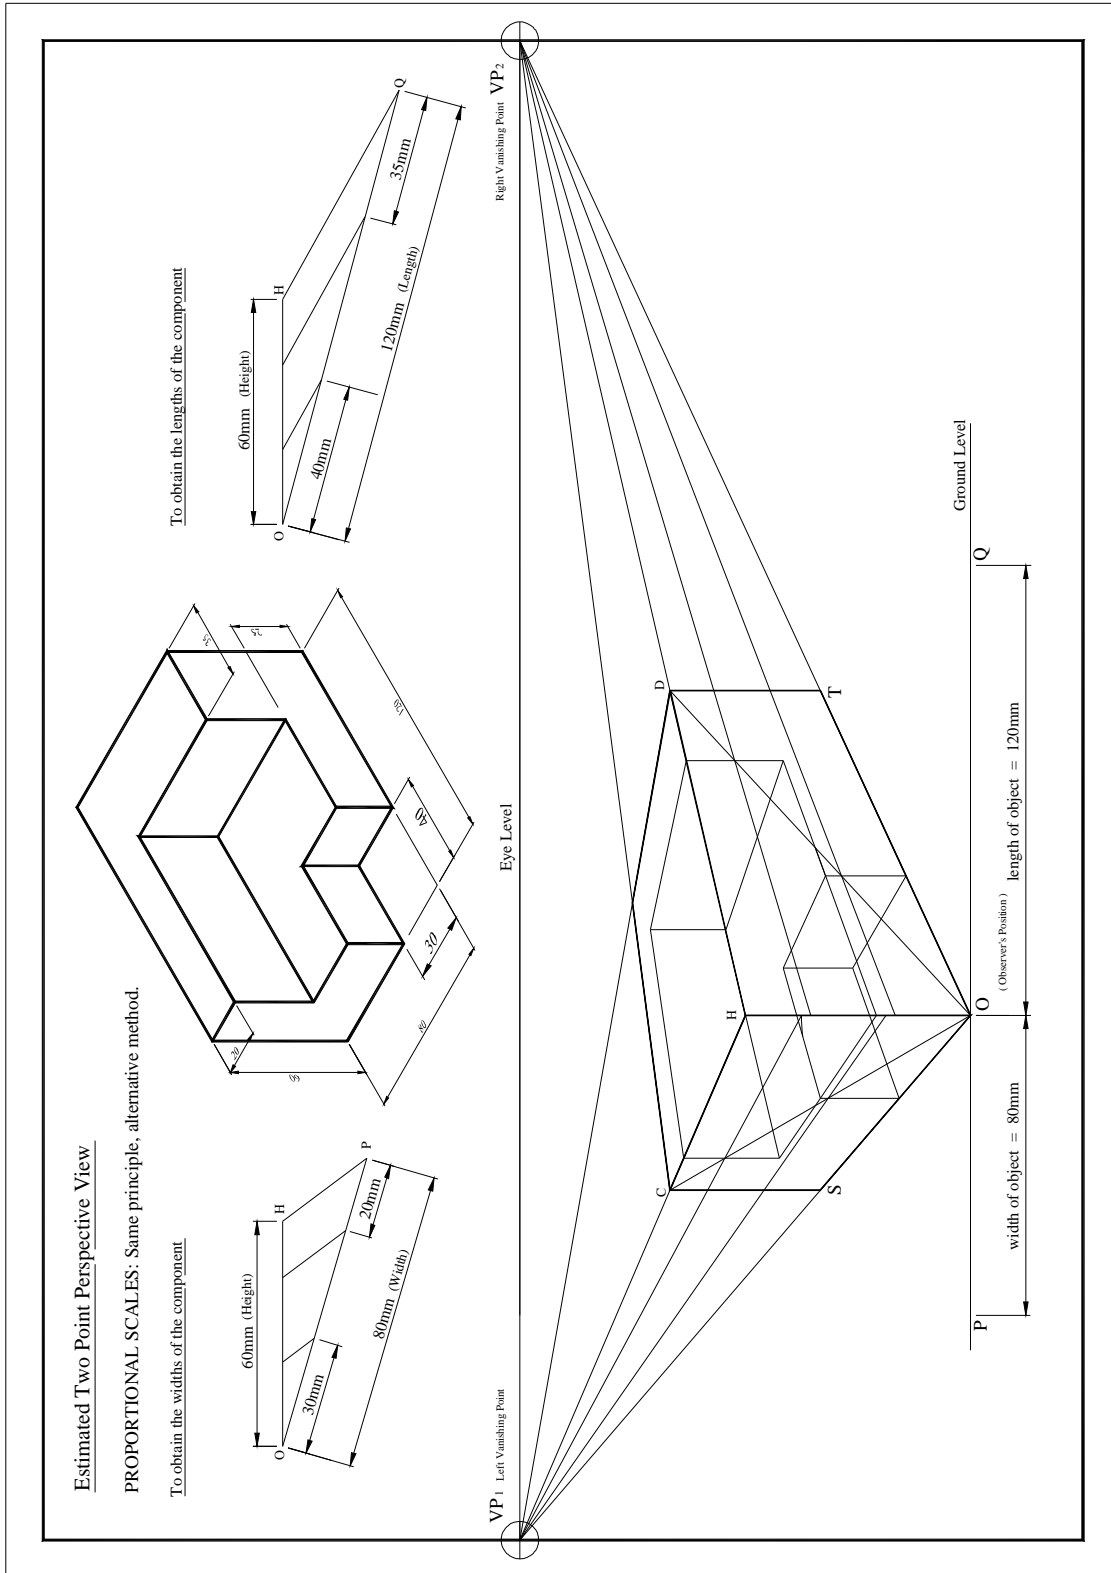 Estimated Two Point Perspective View
PROPORTIONAL SCALES: Same principle, alternative method.
To obtain the widths of the component
O
60mm (Height)
H
30mm
20mm
P
80mm (Width)
20
60
80
30
40
120
25
35
To obtain the lengths of the component
O
60mm (Height)
H
40mm
35mm
Q
120mm (Length)
VP1 Left Vanishing Point
Eye Level
Right Vanishing Point VP2
C
H
D
S
T
P
O
( Observer's Position )
Q
Ground Level
width of object = 80mm
length of object = 120mm